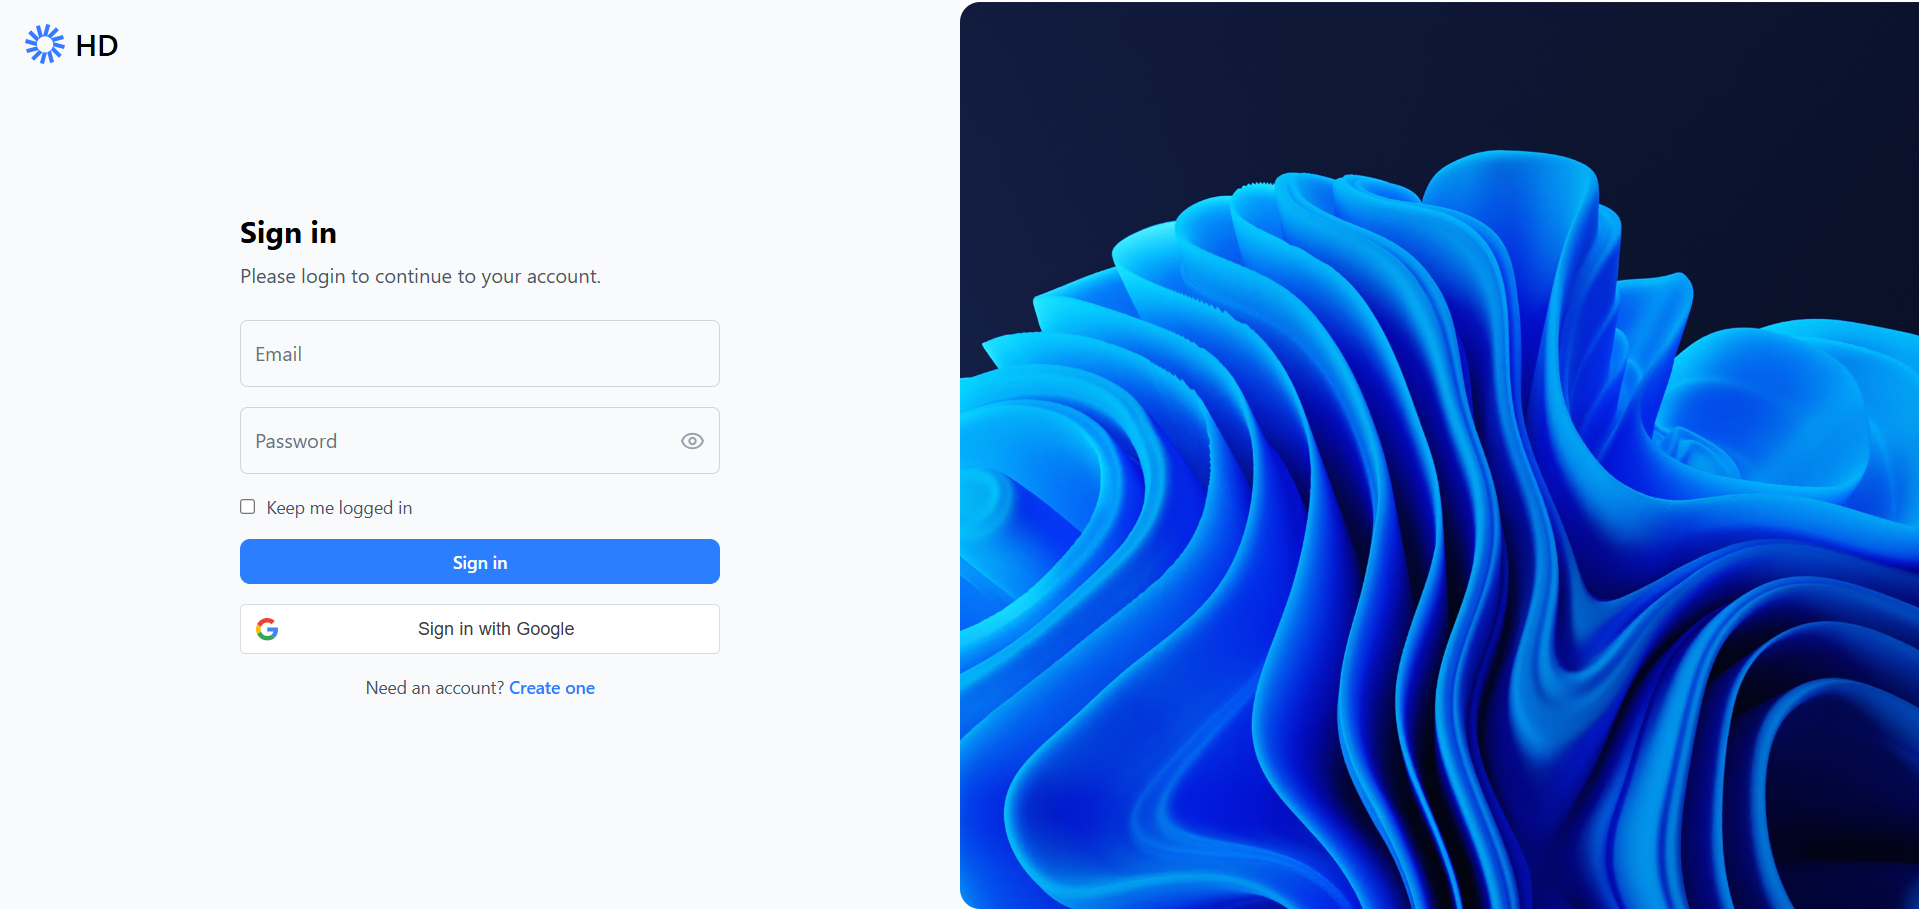 HD
Sign in
Please login to continue to your account.
Email
Password
Keep me logged in
Sign in
Sign in with Google
Need an account? Create one